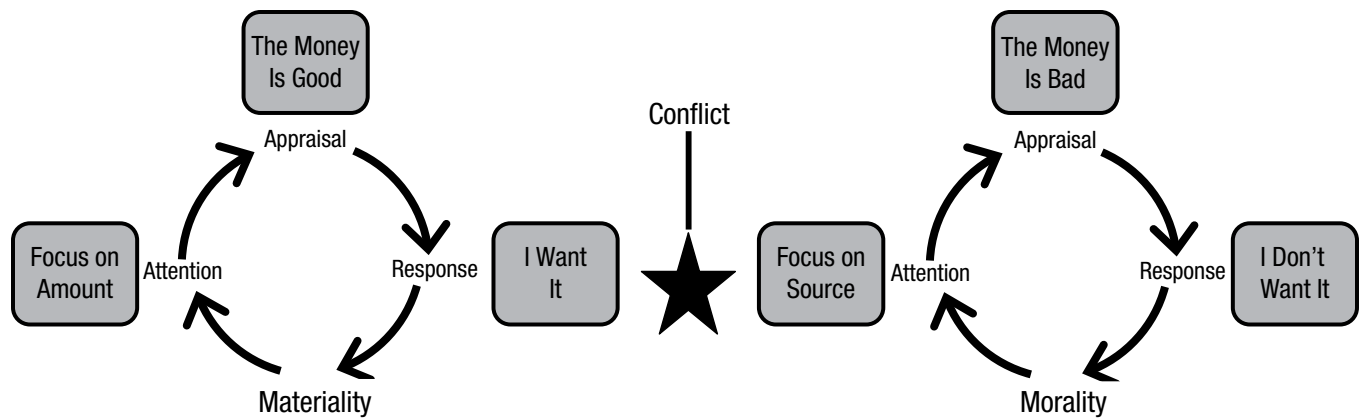 The Money
Is Good
Appraisal
Focus on
Amount
Attention
Response
I Want
It
Materiality
Conflict
The Money
Is Bad
Appraisal
Focus on
Source
Attention
Response
I Don't
Want It
Morality